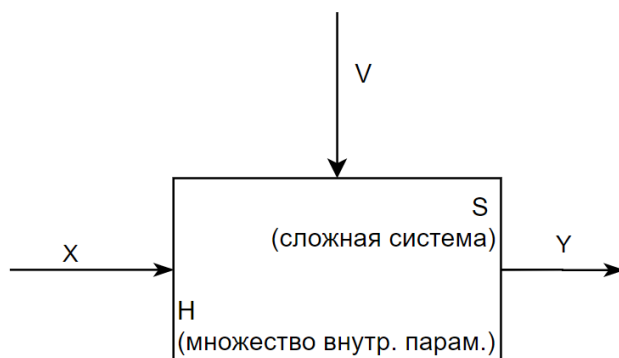 V
S
(сложная система)
X
Y
H
(множество внутр. парам.)